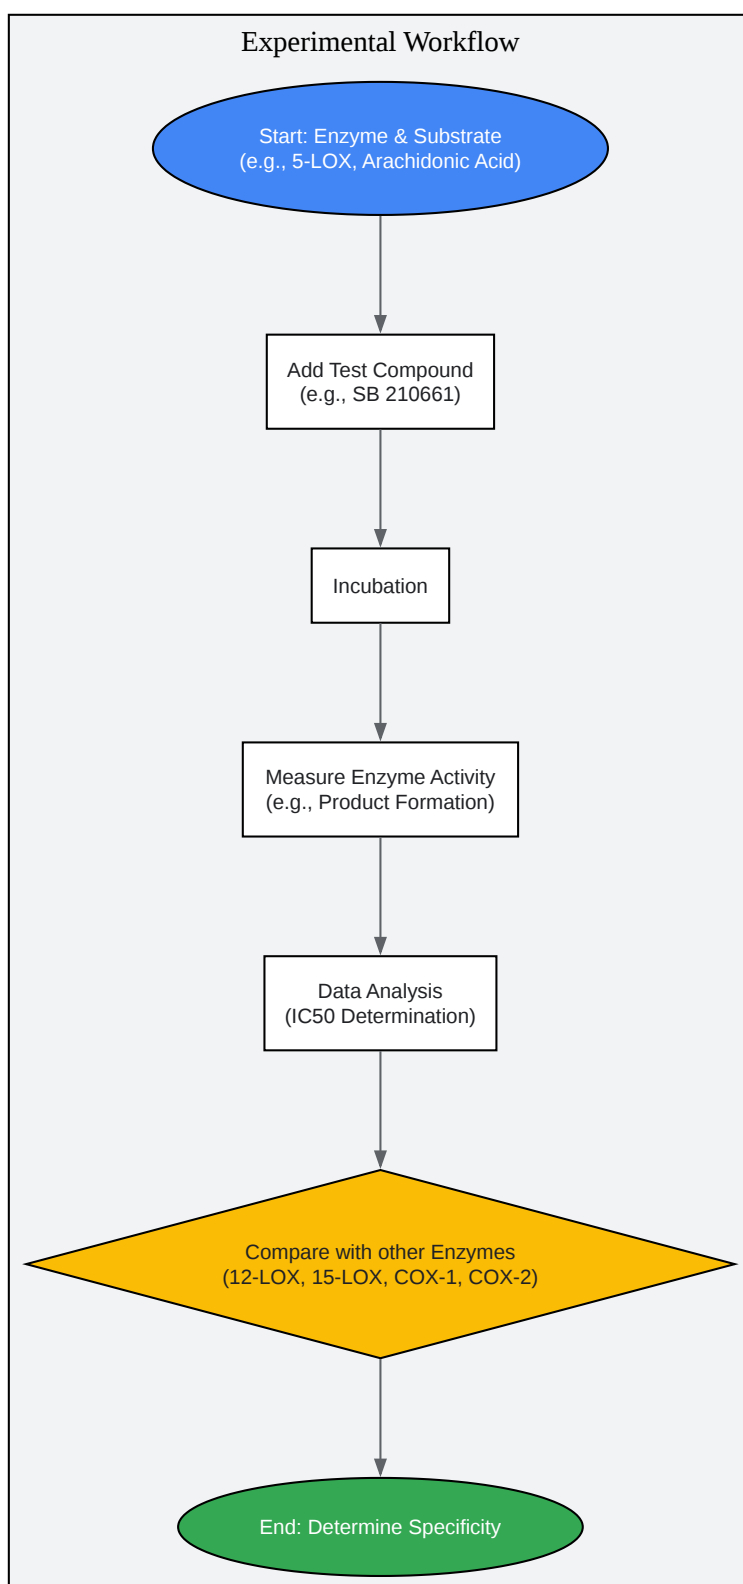 Experimental Workflow
Start: Enzyme & Substrate
(e.g., 5-LOX, Arachidonic Acid)
Add Test Compound
(e.g., SB 210661)
Incubation
Measure Enzyme Activity
(e.g., Product Formation)
Data Analysis
(IC50 Determination)
Compare with other Enzymes
(12-LOX, 15-LOX, COX-1, COX-2)
End: Determine Specificity